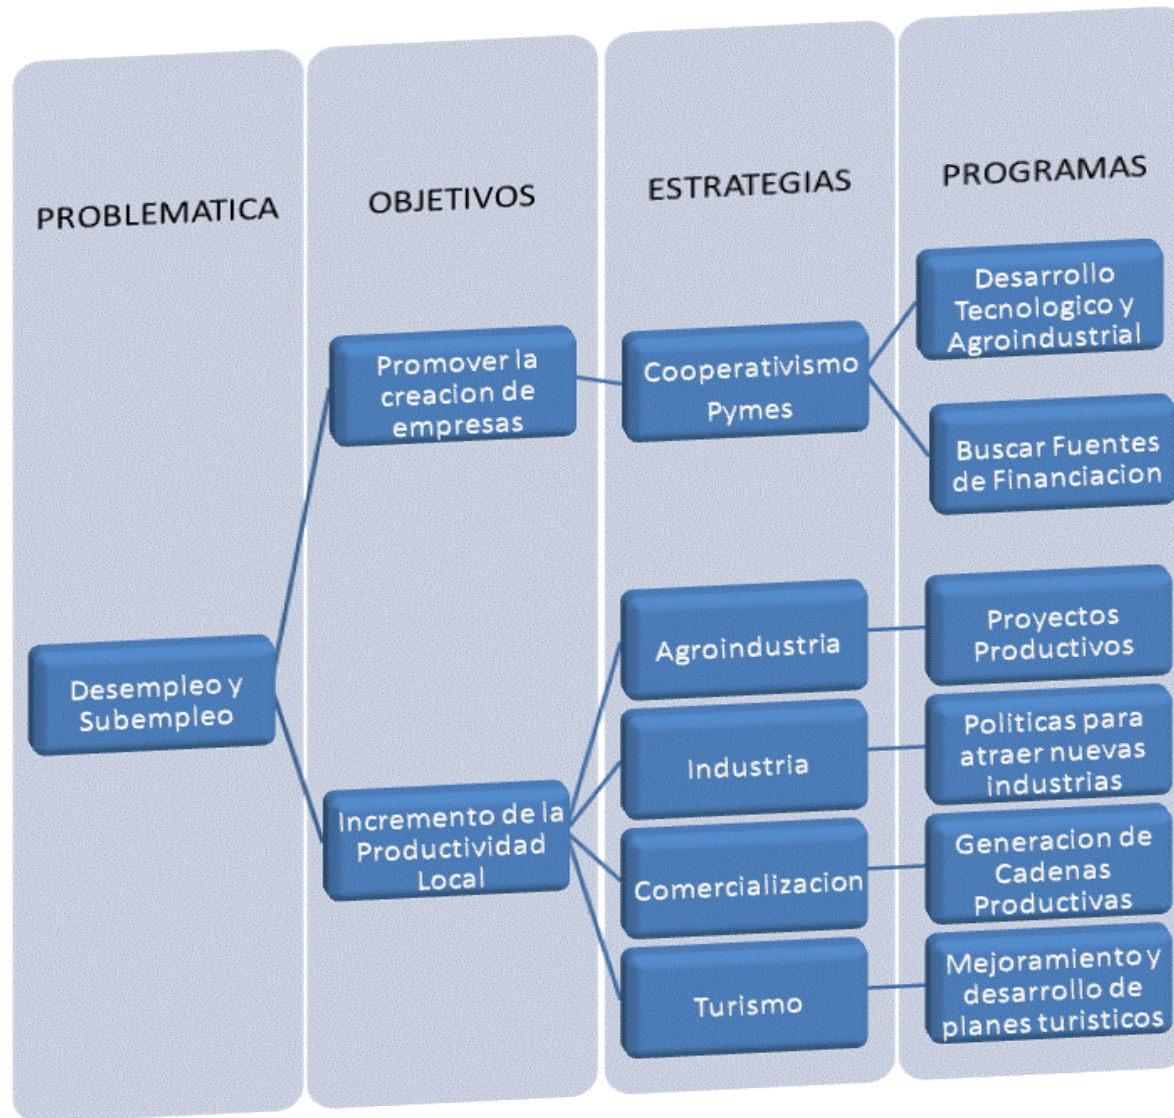 PROBLEMATICA
OBJETIVOS
ESTRATEGIAS
PROGRAMAS
Desempleo y
Subempleo
Promover la
creacion de
empresas
Incremento de la
Productividad
Local
Cooperativismo
Pymes
Agroindustria
Industria
Comercializacion
Turismo
Desarrollo
Tecnologico y
Agroindustrial
Buscar Fuentes
de Financiacion
Proyectos
Productivos
Politicas para
atraer nuevas
industrias
Generacion de
Cadenas
Productivas
Mejoramiento y
desarrollo de
planes turisticos